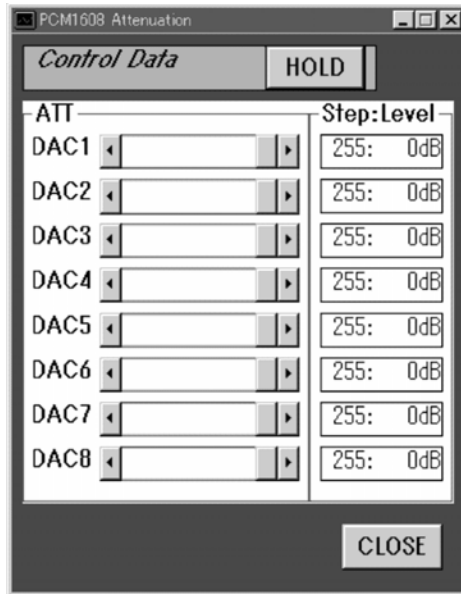 PCM1608 Attenuation
Control Data HOLD
ATT Step:Level
DAC1 255: 0dB
DAC2 255: 0dB
DAC3 255: 0dB
DAC4 255: 0dB
DAC5 255: 0dB
DAC6 255: 0dB
DAC7 255: 0dB
DAC8 255: 0dB
CLOSE